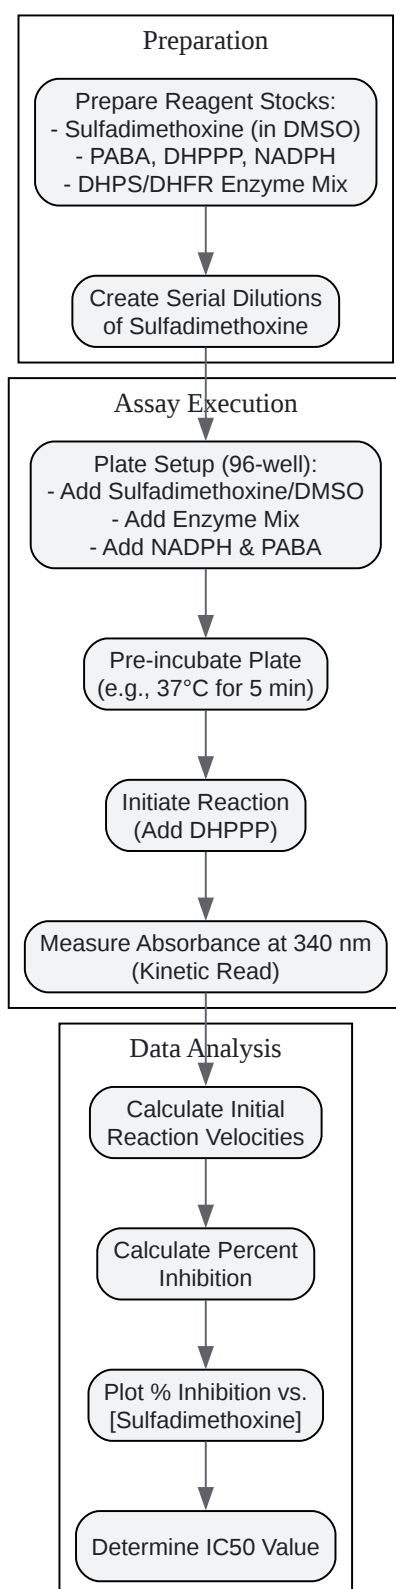 Preparation
Prepare Reagent Stocks:
- Sulfadimethoxine (in DMSO)
- PABA, DHPPP, NADPH
- DHPS/DHFR Enzyme Mix
Create Serial Dilutions
of Sulfadimethoxine
Assay Execution
Plate Setup (96-well):
- Add Sulfadimethoxine/DMSO
- Add Enzyme Mix
- Add NADPH & PABA
Pre-incubate Plate
(e.g., 37°C for 5 min)
Initiate Reaction
(Add DHPPP)
Measure Absorbance at 340 nm
(Kinetic Read)
Data Analysis
Calculate Initial
Reaction Velocities
Calculate Percent
Inhibition
Plot % Inhibition vs.
[Sulfadimethoxine]
Determine IC50 Value